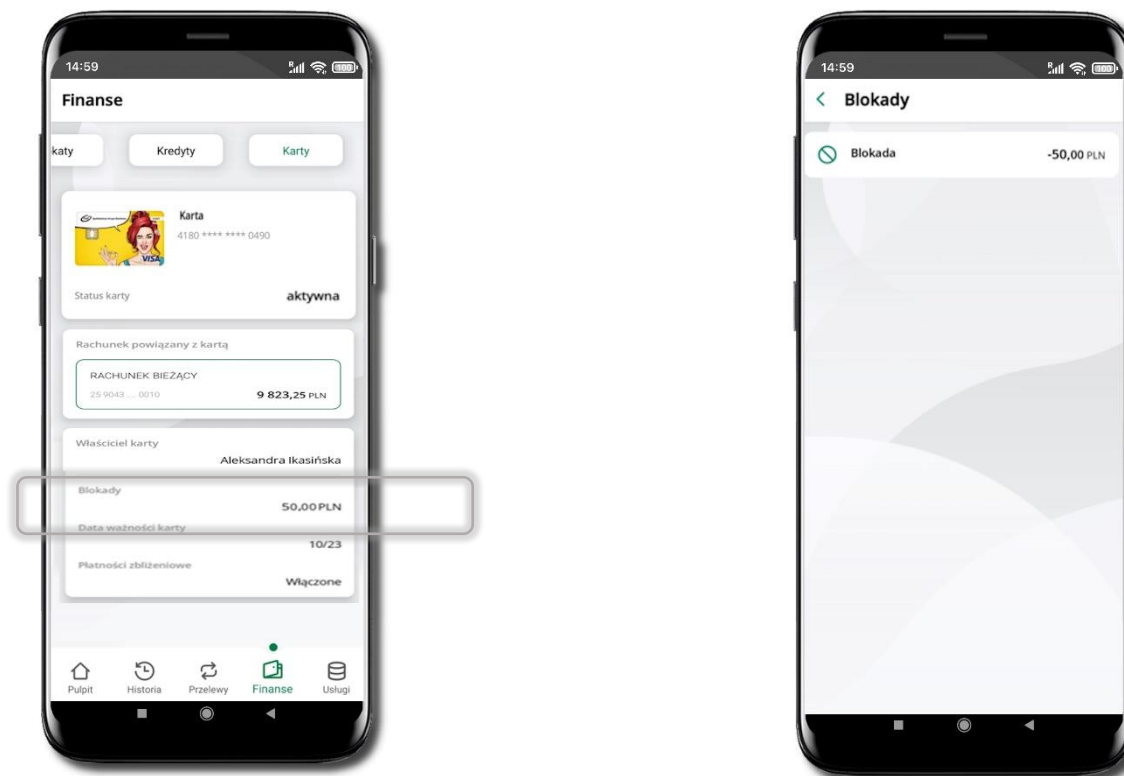 14:59
100
Finanse
katy
Kredyty
Karty
Karta
4180 **** **** 0490
VISA
Status karty
aktywna
Rachunek powiązany z kartą
RACHUNEK BIEŻĄCY
25 9043 ... 0010
9 823,25 PLN
Właściciel karty
Aleksandra Ikasińska
Blokady
50,00 PLN
Data ważności karty
10/23
Płatności zbliżeniowe
Włączone
Pulpit
Historia
Przelewy
Finanse
Usługi
14:59
100
Blokady
Blokada
-50,00 PLN